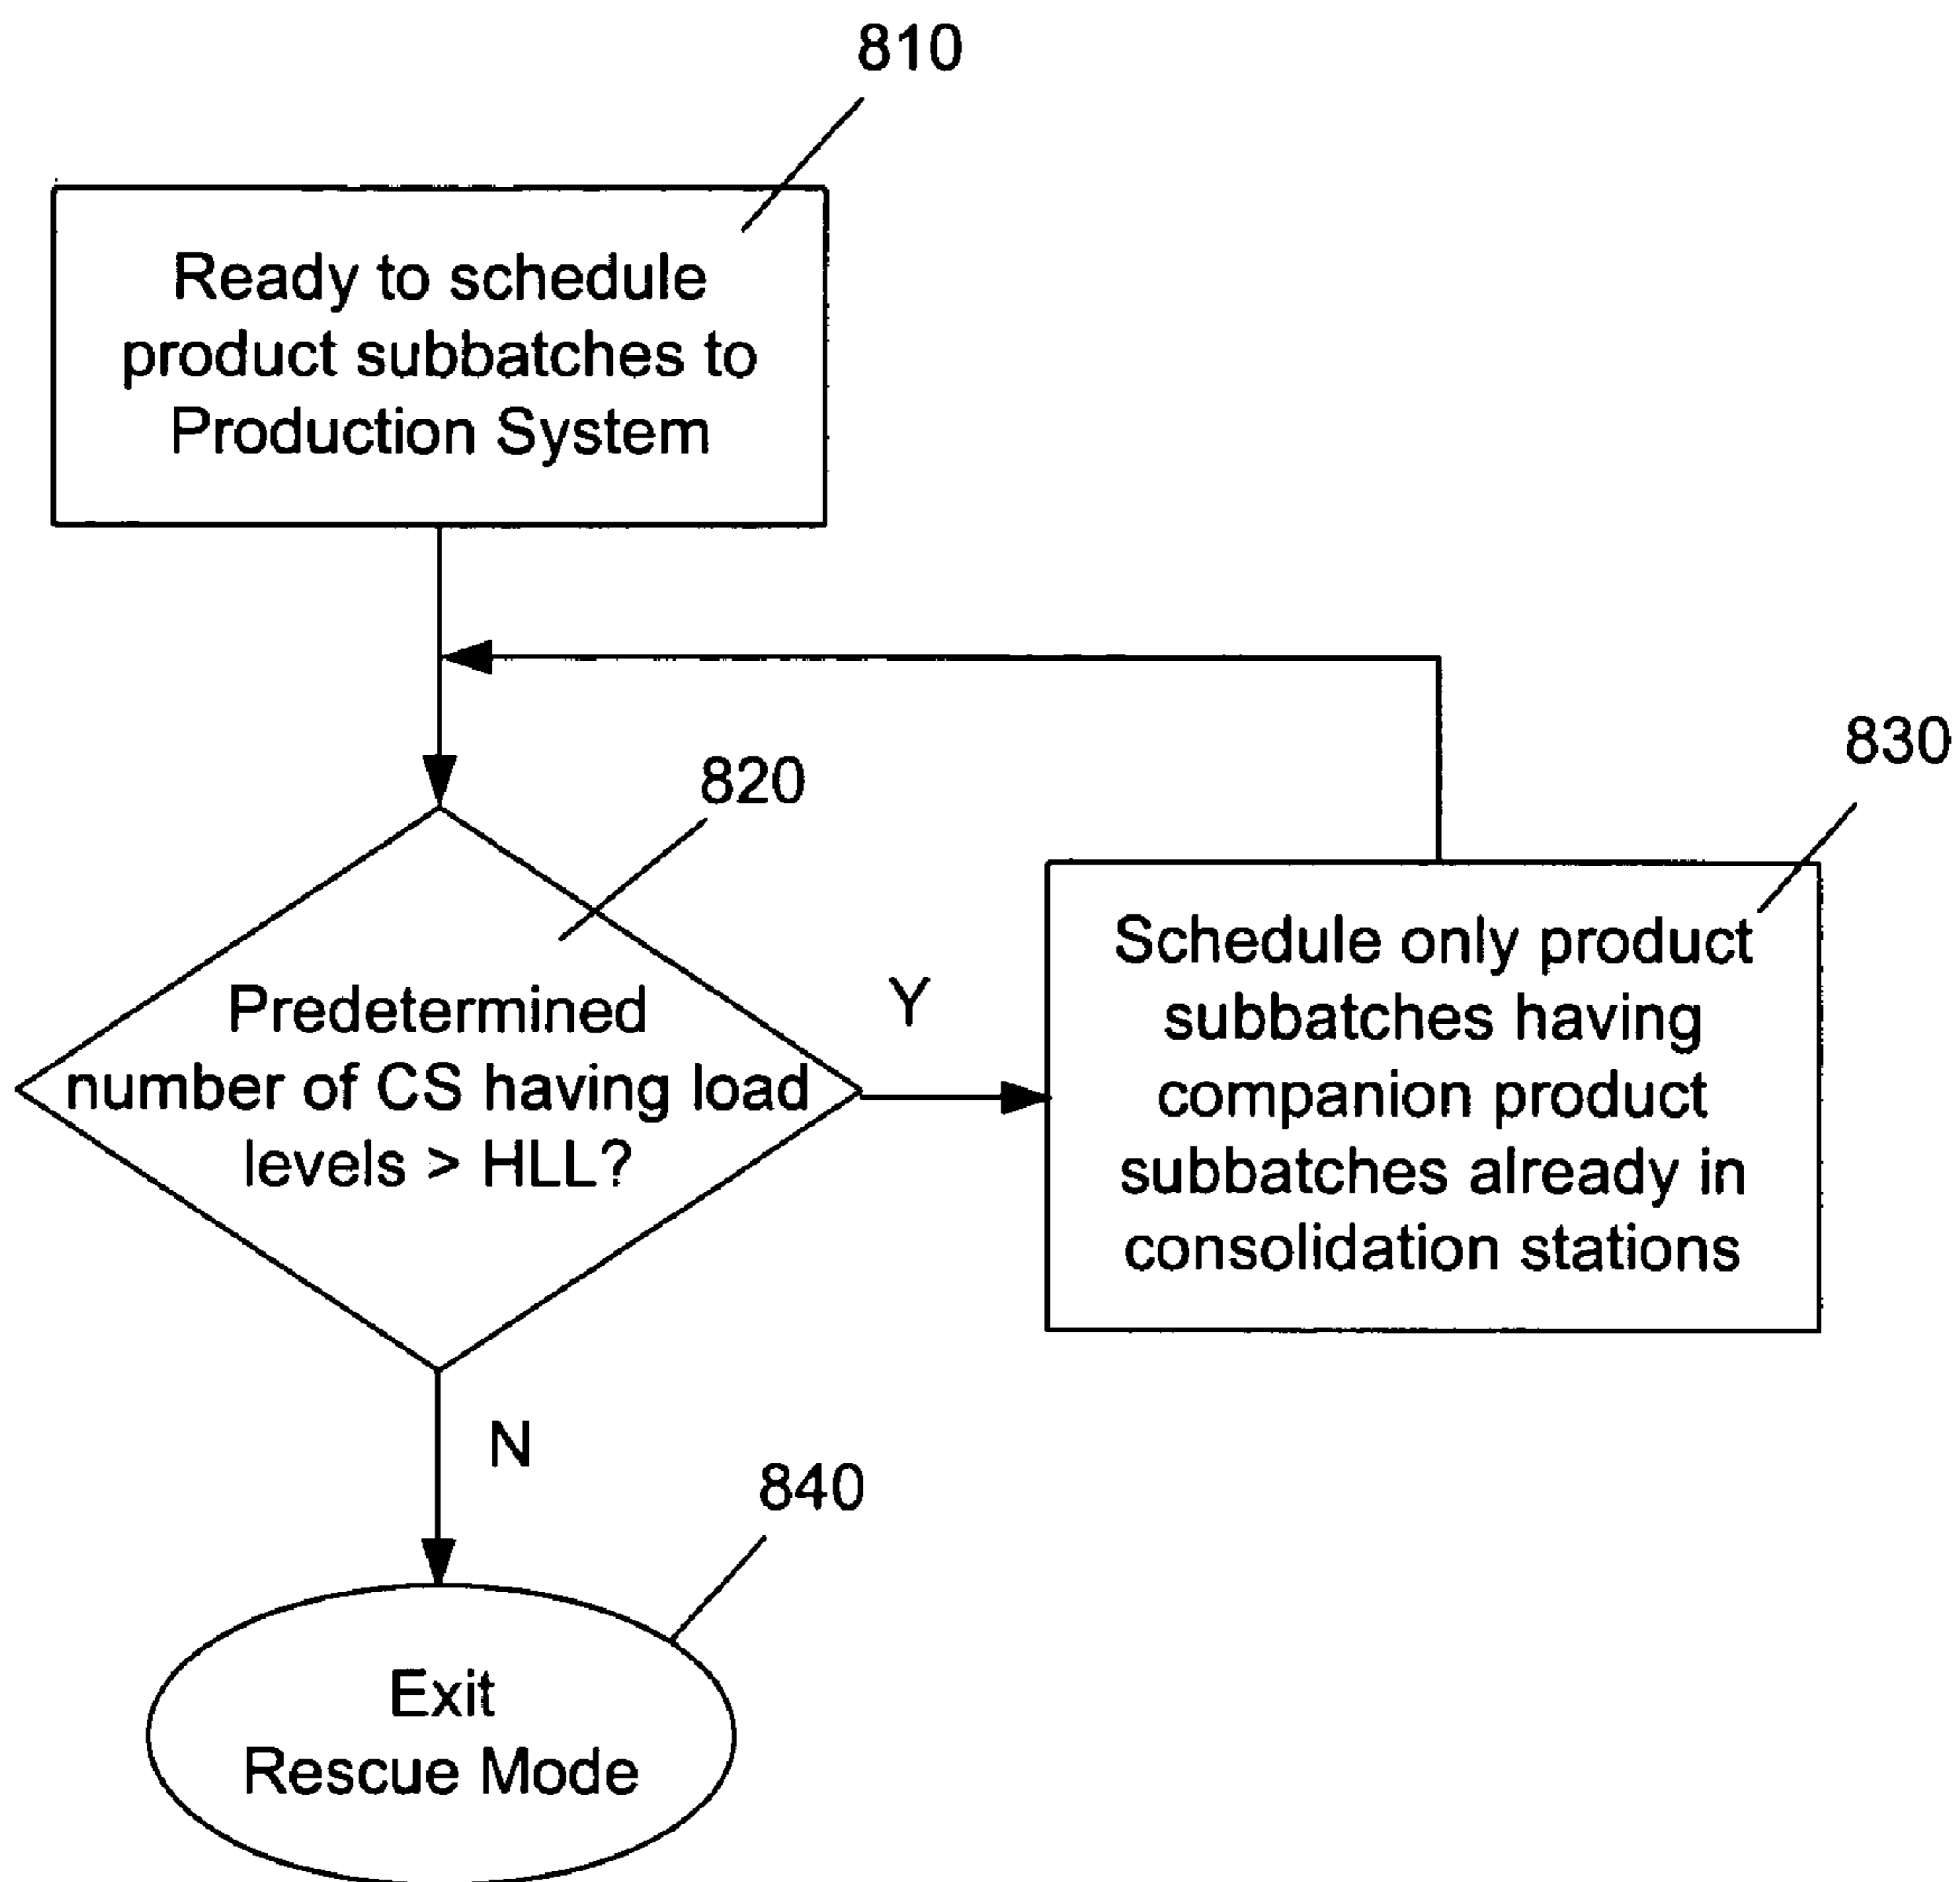 810
Ready to schedule
product subbatches to
Production System
820
830
Predetermined
number of CS having load
levels > HLL?
Y
Schedule only product
subbatches having
companion product
subbatches already in
consolidation stations
N
840
Exit
Rescue Mode